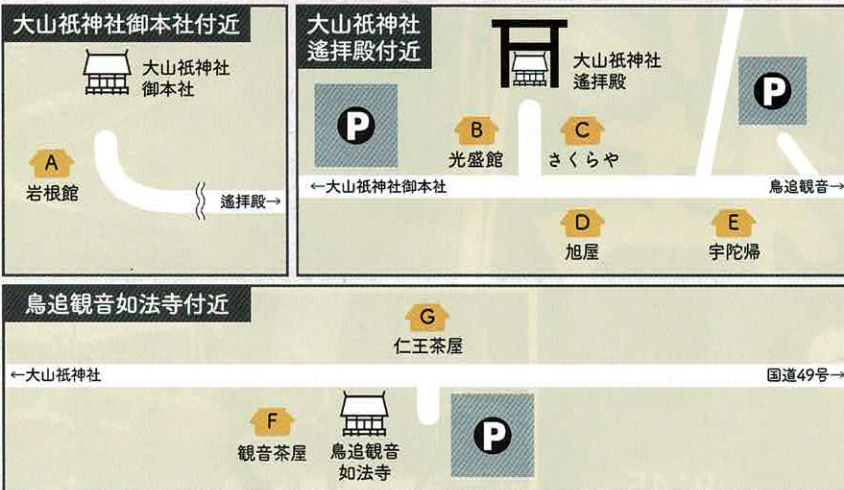 大山祇神社御本社付近
大山祇神社
御本社
A
岩根館
遙拝殿→
大山祇神社
遙拝殿付近
大山祇神社
遙拝殿
P
P
B
光盛館
C
さくらや
←大山祇神社御本社
鳥追観音→
D
旭屋
E
宇陀帰
鳥追観音如法寺付近
G
仁王茶屋
←大山祇神社
国道49号→
F
観音茶屋
鳥追観音
如法寺
P